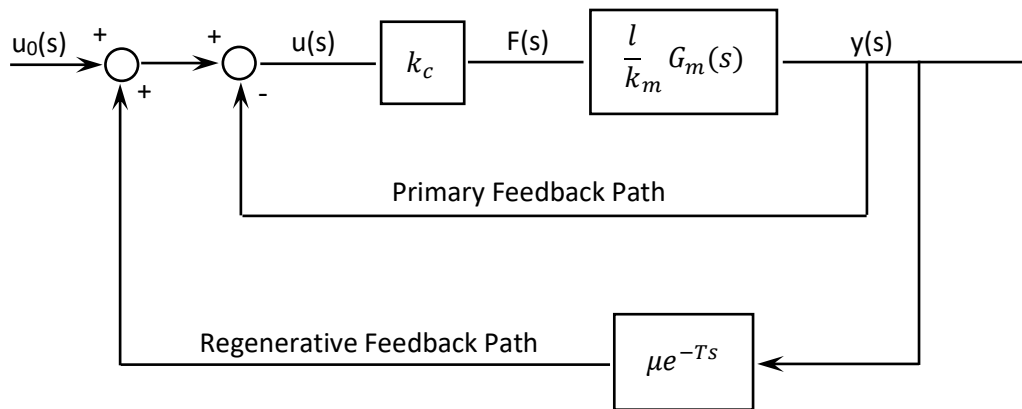 u₀(s)
+
+
+
-
u(s)
k_c
F(s)
l/k_m G_m(s)
y(s)
Primary Feedback Path
Regenerative Feedback Path
μe^{-Ts}